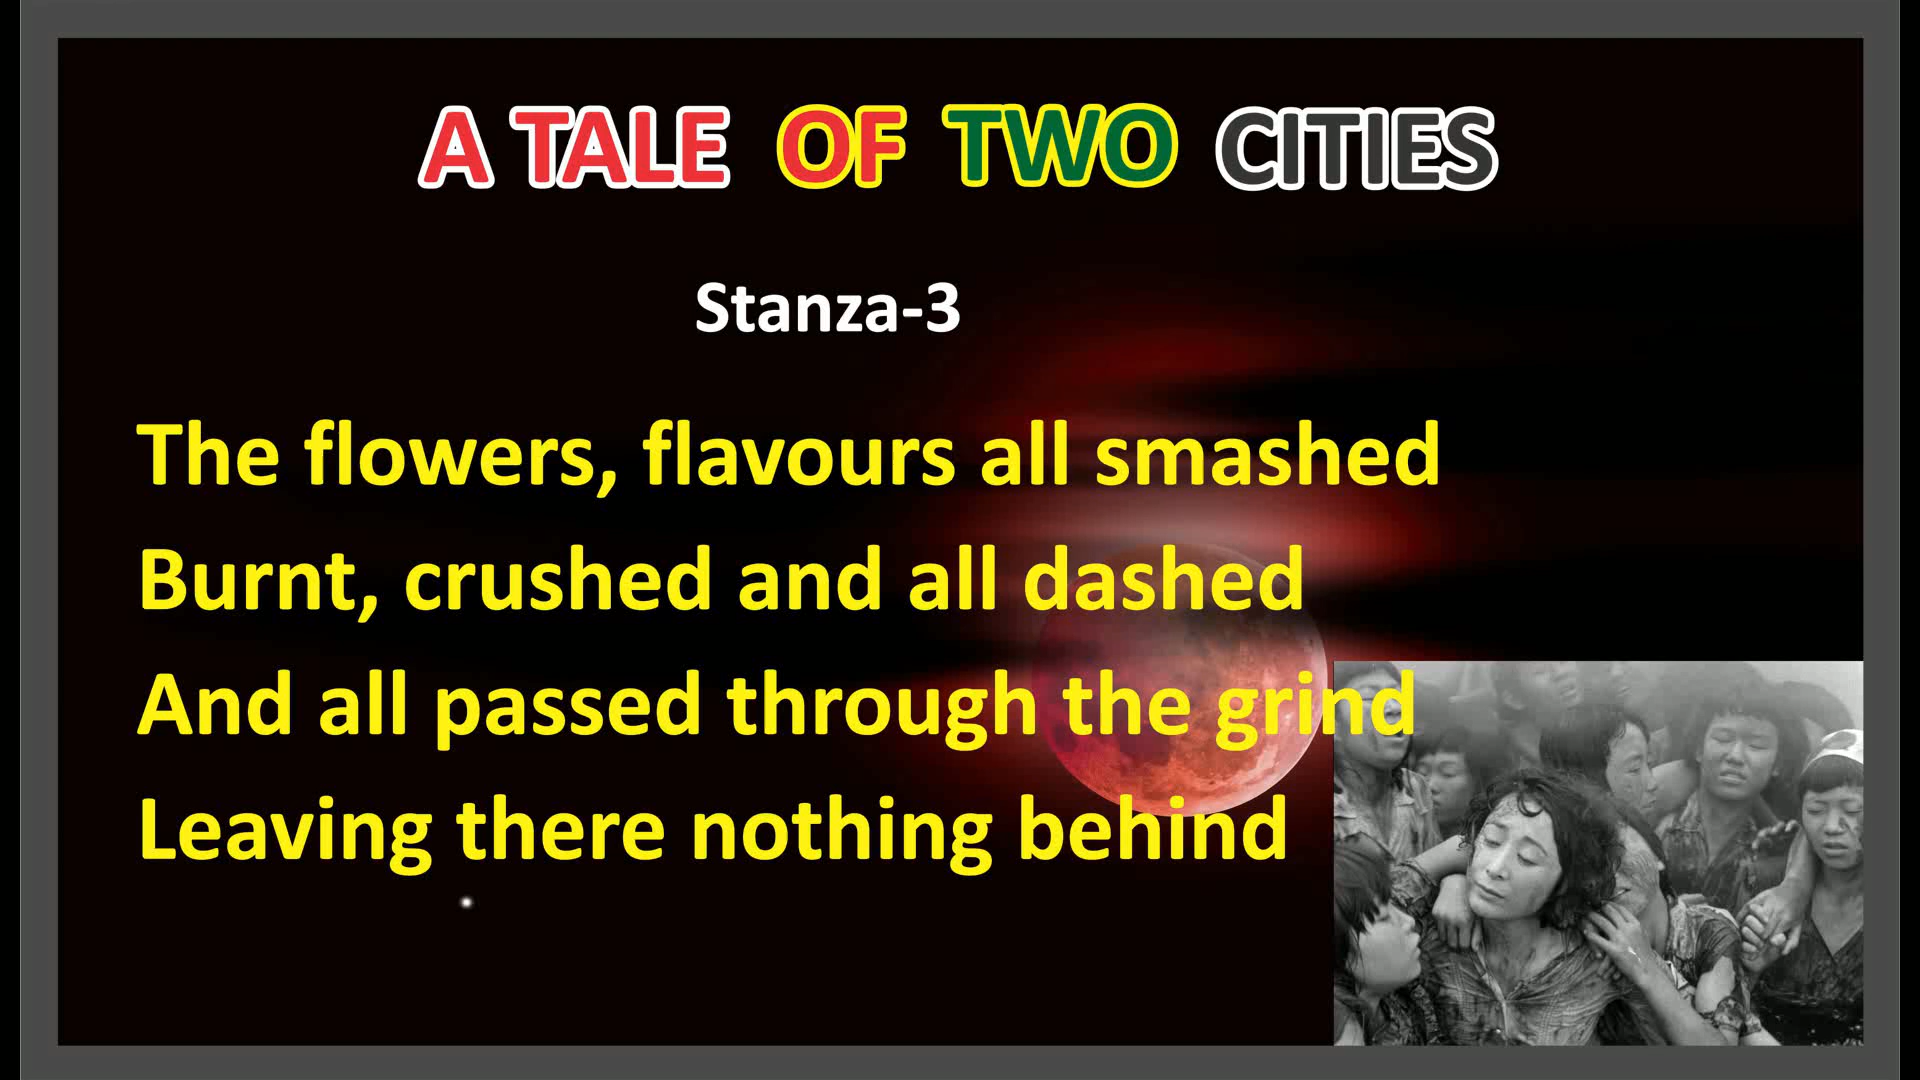 A TALE OF TWO CITIES
Stanza-3
The flowers, flavours all smashed
Burnt, crushed and all dashed
And all passed through the grind
Leaving there nothing behind